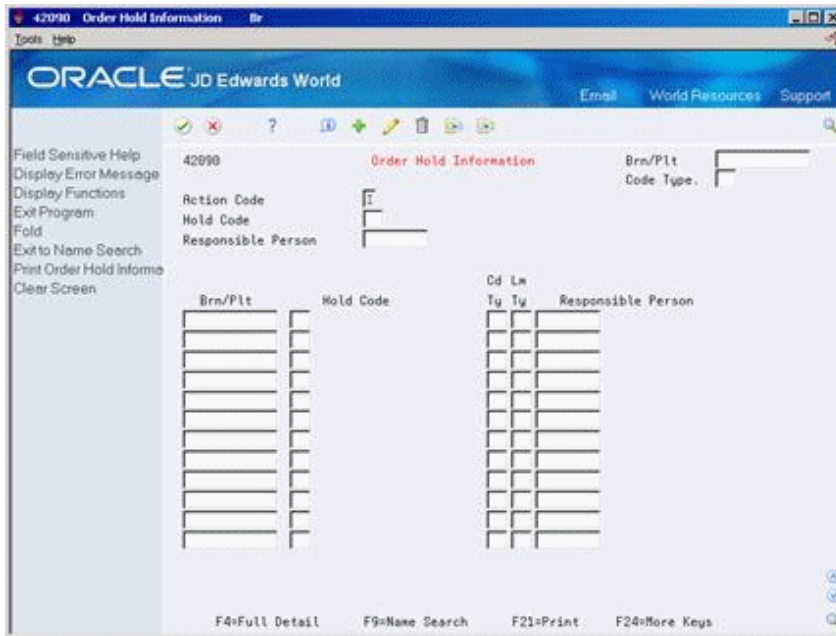 42090 Order Hold Information Br
Tools Help
ORACLE JD Edwards World
Email World Resources Support
Field Sensitive Help
Display Error Message
Display Functions
Exit Program
Fold
Exit to Name Search
Print Order Hold Informa
Clear Screen
42090 Order Hold Information Brn/Plt
Code Type.
Action Code I
Hold Code
Responsible Person
Cd Lm
Brn/Plt Hold Code Ty Ty Responsible Person
F4=Full Detail F9=Name Search F21=Print F24=More Keys